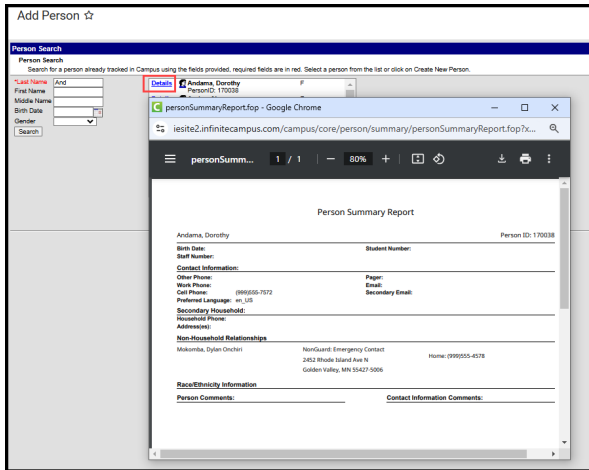 Add Person ☆
Person Search
Person Search
Search for a person already tracked in Campus using the fields provided, required fields are in red. Select a person from the list or click on Create New Person.
*Last Name And
First Name
Middle Name
Birth Date
Gender
Search
Details Andama, Dorothy F
PersonID: 170038
personSummaryReport.fop - Google Chrome
iesite2.infinitecampus.com/campus/core/person/summary/personSummaryReport.fop?x...
personSumm... 1 / 1 80%
Person Summary Report
Andama, Dorothy Person ID: 170038
Birth Date: Student Number:
Staff Number:
Contact Information:
Other Phone: Pager:
Work Phone: Email:
Cell Phone: (999)555-7572 Secondary Email:
Preferred Language: en_US
Secondary Household:
Household Phone:
Address(es):
Non-Household Relationships
Mokomba, Dylan Onchiri NonGuard: Emergency Contact
2452 Rhode Island Ave N Home: (999)555-4578
Golden Valley, MN 55427-5006
Race/Ethnicity Information
Person Comments: Contact Information Comments: